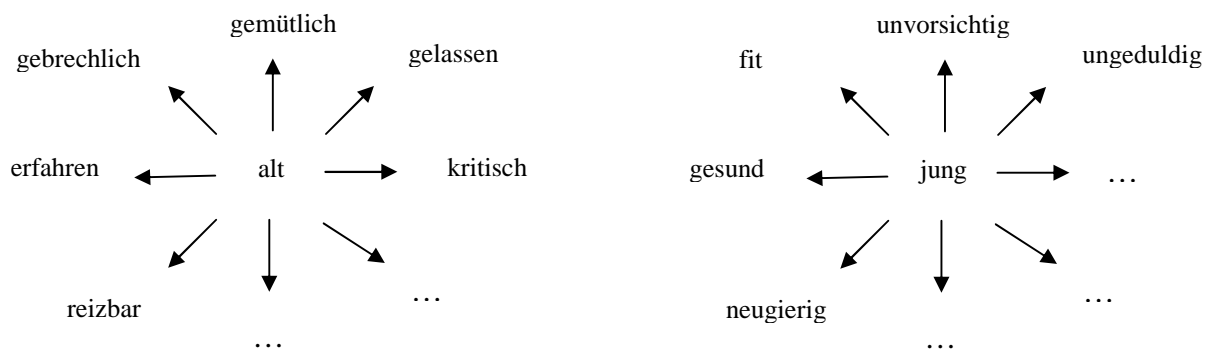 gemütlich
gebrechlich
gelassen
erfahren
alt
kritisch
reizbar
…
…
unvorsichtig
fit
ungeduldig
gesund
jung
…
neugierig
…
…